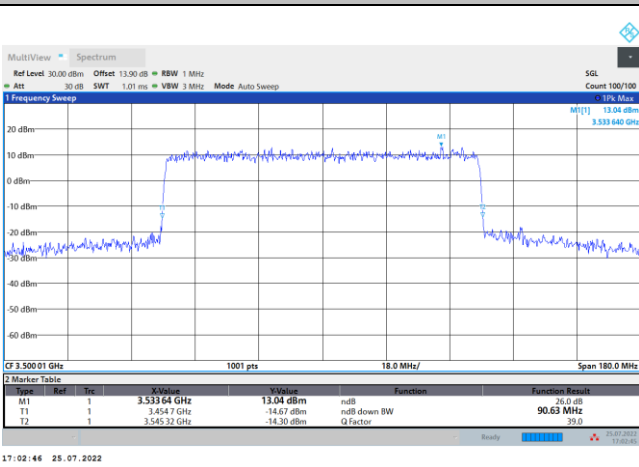 MultiView Spectrum
Ref Level 30.00 dBm Offset 13.90 dB RBW 1 MHz SGL
Att 30 dB SWT 1.01 ms VBW 3 MHz Mode Auto Sweep Count 100/100
1 Frequency Sweep 1Pk Max
M1[1] 13.04 dBm
3.533 640 GHz
20 dBm
M1
10 dBm
0 dBm
-10 dBm
-20 dBm
-30 dBm
-40 dBm
-50 dBm
-60 dBm
CF 3.500 01 GHz 1001 pts 18.0 MHz/ Span 180.0 MHz
2 Marker Table
Type Ref Trc X-Value Y-Value Function Function Result
M1 1 3.533 64 GHz 13.04 dBm ndB 26.0 dB
T1 1 3.454 7 GHz -14.67 dBm ndB down BW 90.63 MHz
T2 1 3.545 32 GHz -14.30 dBm Q Factor 39.0
Ready 25.07.2022
17:02:45
17:02:46 25.07.2022